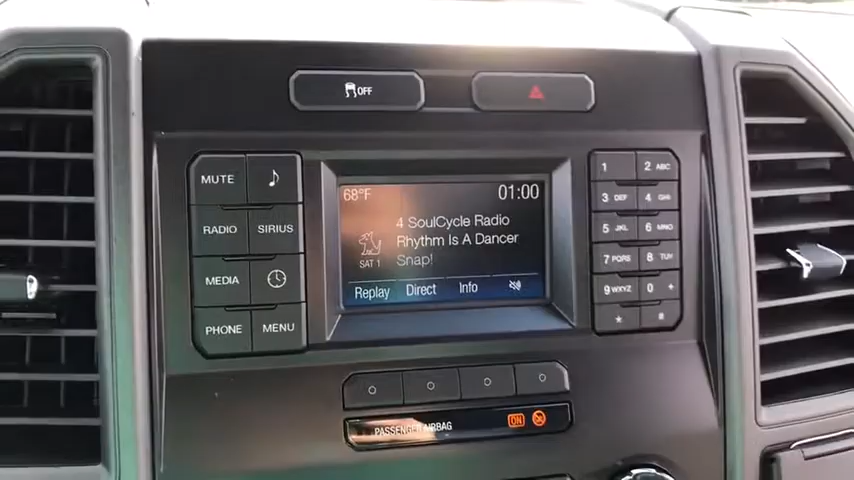 OFF
MUTE
RADIO SIRIUS
MEDIA
PHONE MENU
68°F 01:00
4 SoulCycle Radio
Rhythm Is A Dancer
Snap!
SAT 1
Replay Direct Info
1 2 ABC
3 DEF 4 GHI
5 JKL 6 MNO
7 PQRS 8 TUV
9 WXYZ 0 +
* #
PASSENGER AIRBAG ON